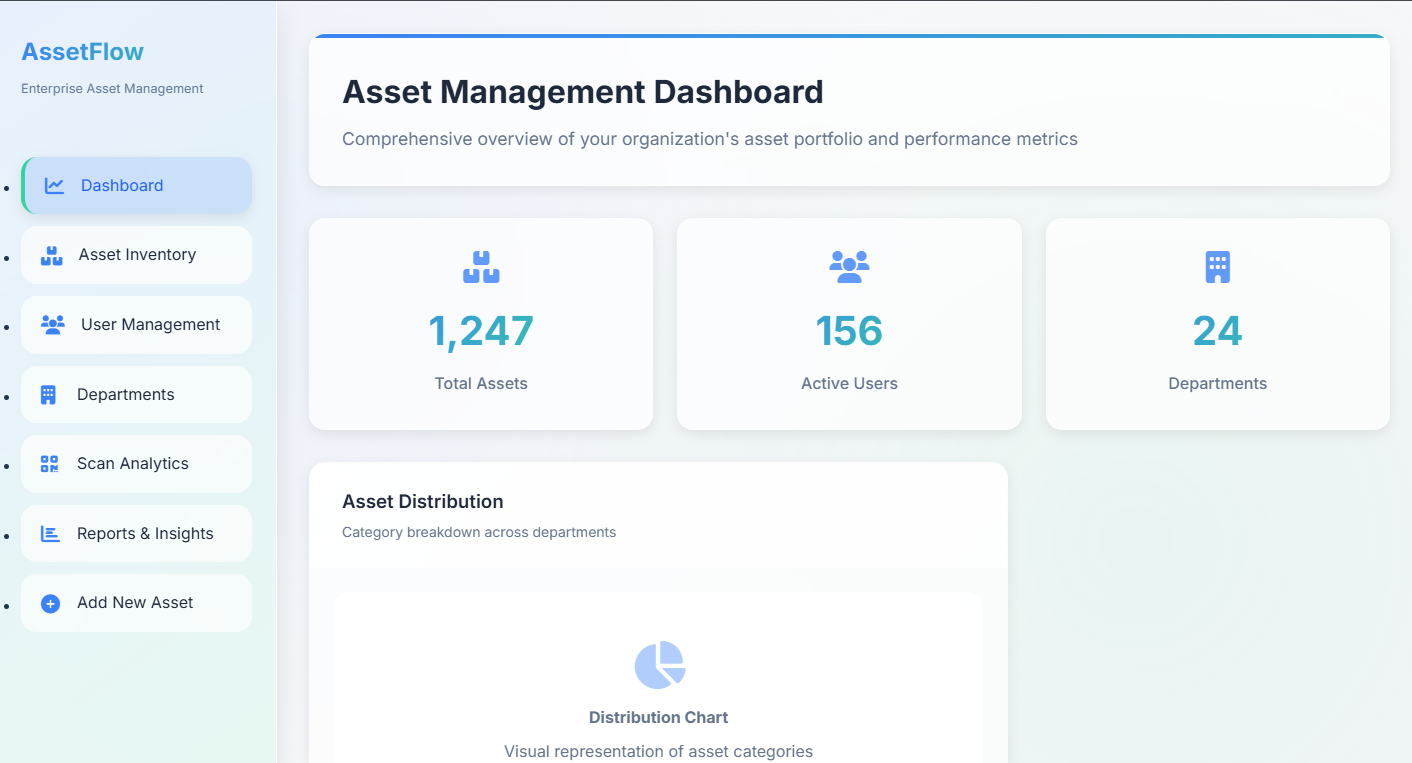 AssetFlow
Enterprise Asset Management
Dashboard
Asset Inventory
User Management
Departments
Scan Analytics
Reports & Insights
Add New Asset
Asset Management Dashboard
Comprehensive overview of your organization's asset portfolio and performance metrics
1,247
Total Assets
156
Active Users
24
Departments
Asset Distribution
Category breakdown across departments
Distribution Chart
Visual representation of asset categories